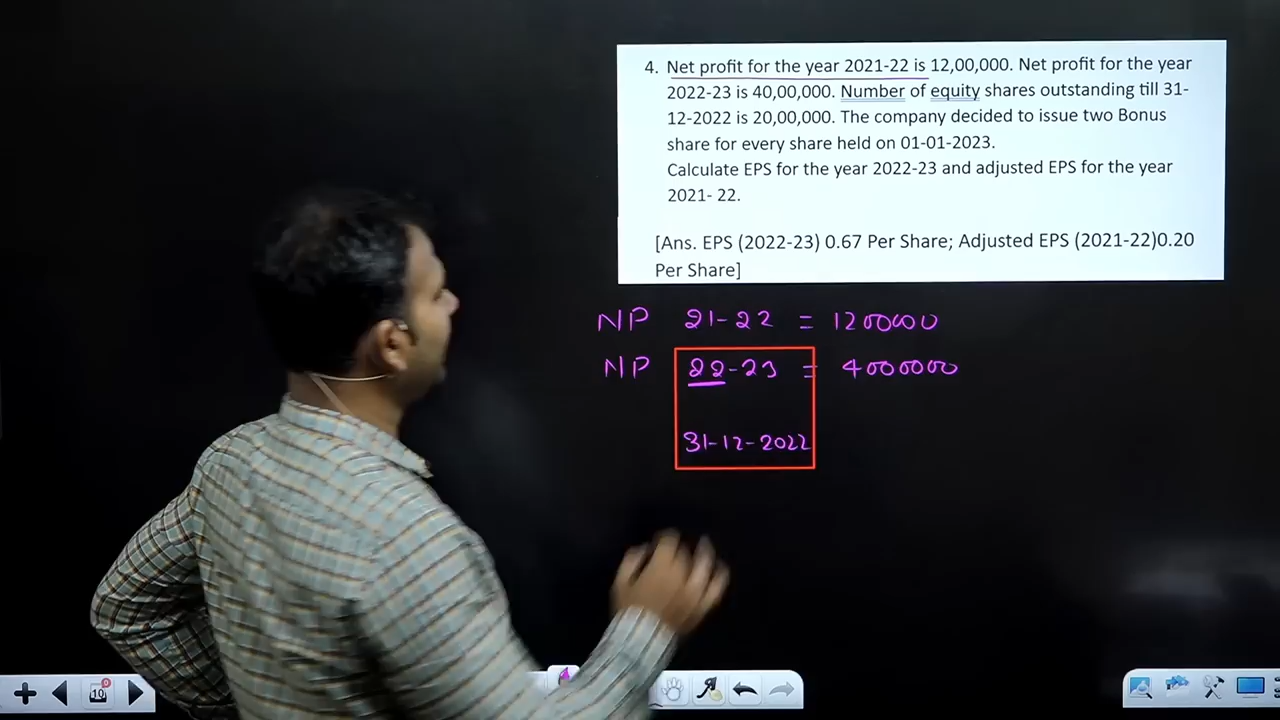 4. Net profit for the year 2021-22 is 12,00,000. Net profit for the year
2022-23 is 40,00,000. Number of equity shares outstanding till 31-
12-2022 is 20,00,000. The company decided to issue two Bonus
share for every share held on 01-01-2023.
Calculate EPS for the year 2022-23 and adjusted EPS for the year
2021- 22.
[Ans. EPS (2022-23) 0.67 Per Share; Adjusted EPS (2021-22)0.20
Per Share]
NP 21-22 = 1200000
NP 22-23 = 4000000
31-12-2022
10
0